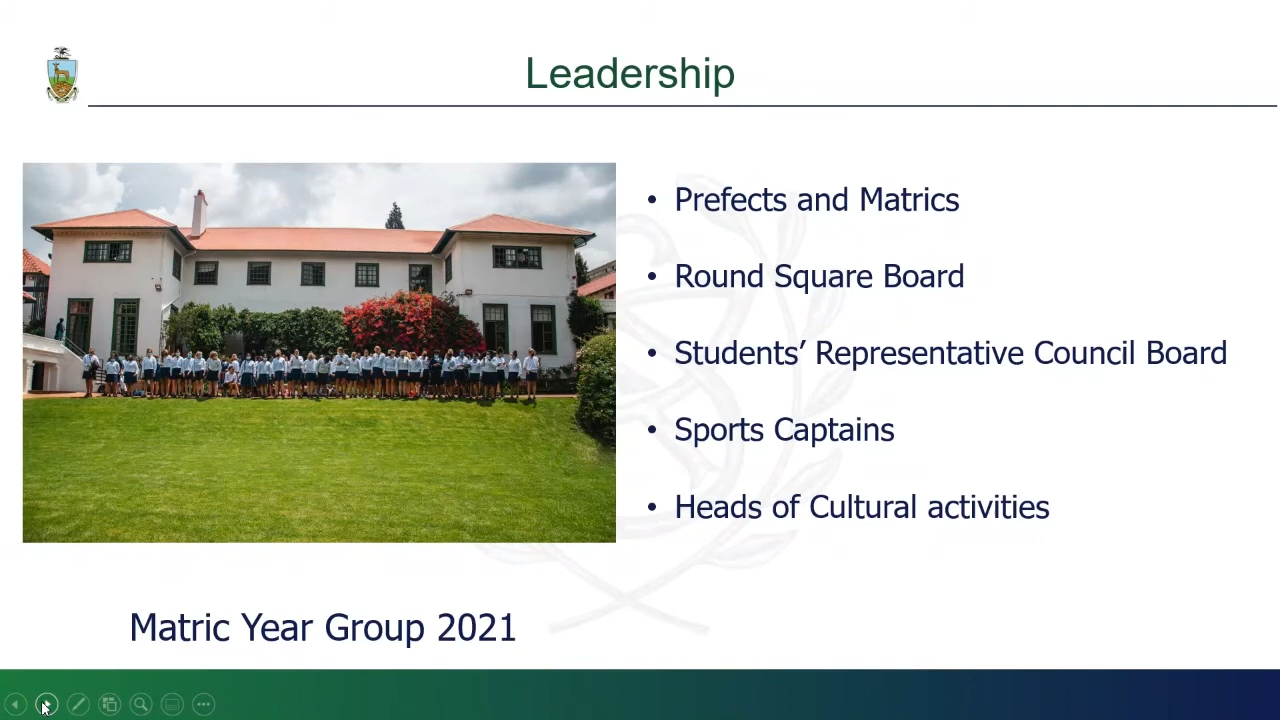 Leadership
• Prefects and Matrics
• Round Square Board
• Students’ Representative Council Board
• Sports Captains
• Heads of Cultural activities
Matric Year Group 2021